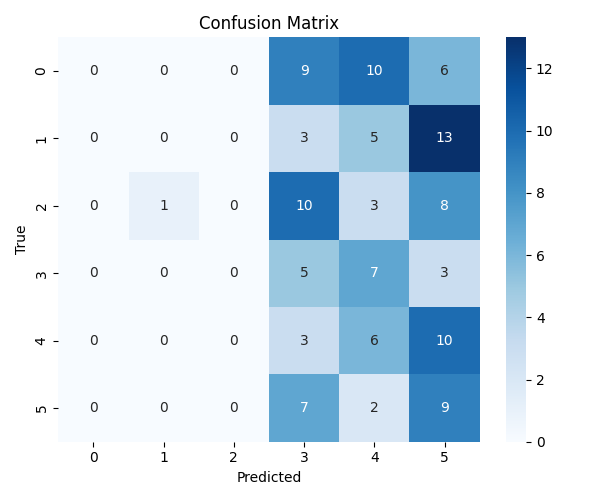 Confusion Matrix
0 0 0 0 9 10 6
1 0 0 0 3 5 13
2 0 1 0 10 3 8
3 0 0 0 5 7 3
4 0 0 0 3 6 10
5 0 0 0 7 2 9
0 1 2 3 4 5
Predicted
True
12
10
8
6
4
2
0